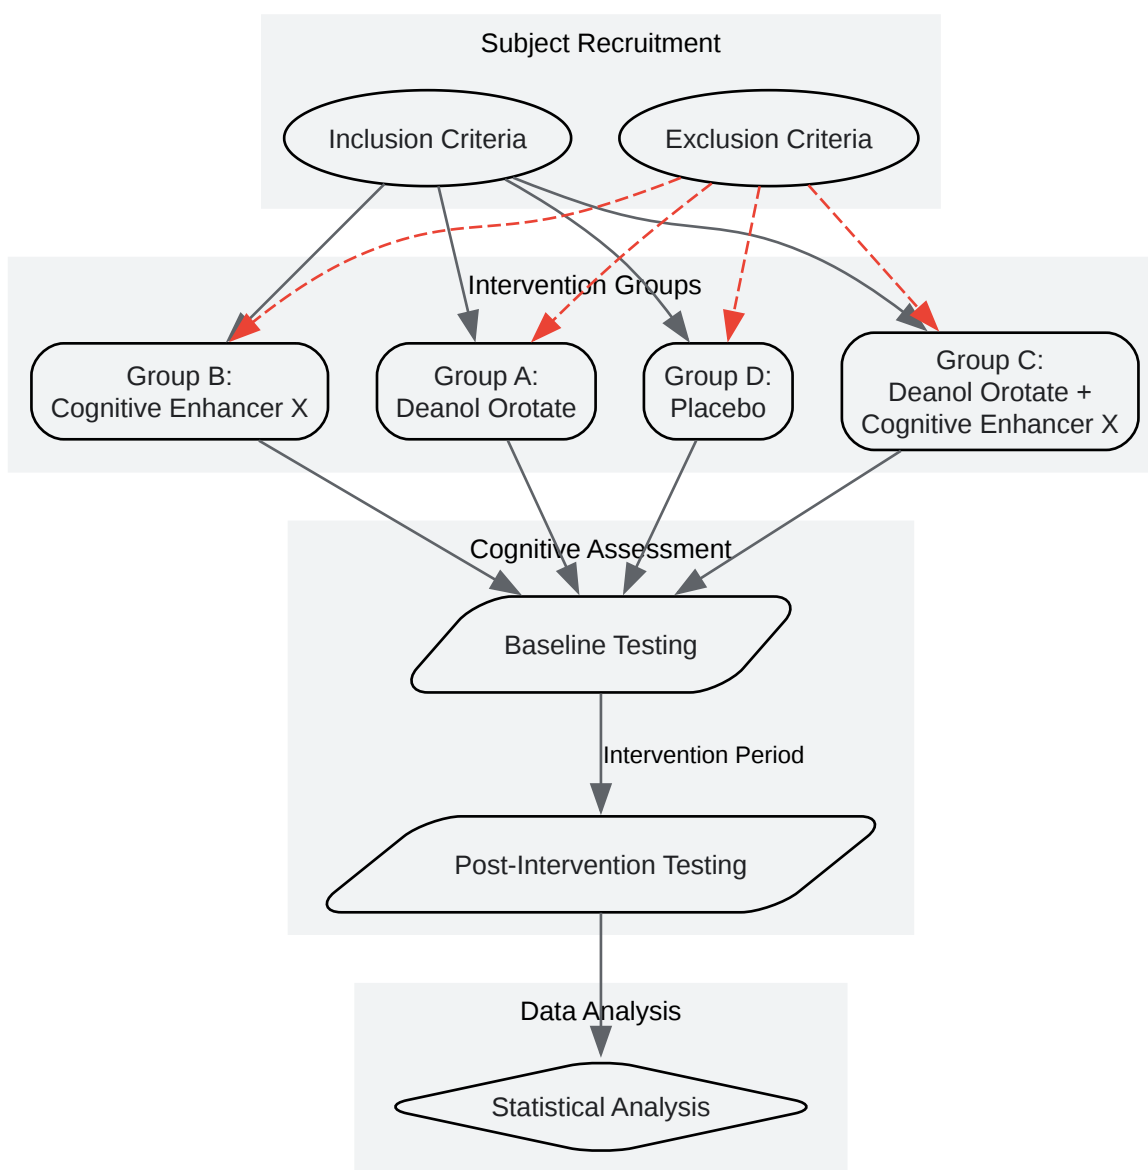 Subject Recruitment
Inclusion Criteria
Exclusion Criteria
Intervention Groups
Group B:
Cognitive Enhancer X
Group A:
Deanol Orotate
Group D:
Placebo
Group C:
Deanol Orotate +
Cognitive Enhancer X
Cognitive Assessment
Baseline Testing
Intervention Period
Post-Intervention Testing
Data Analysis
Statistical Analysis